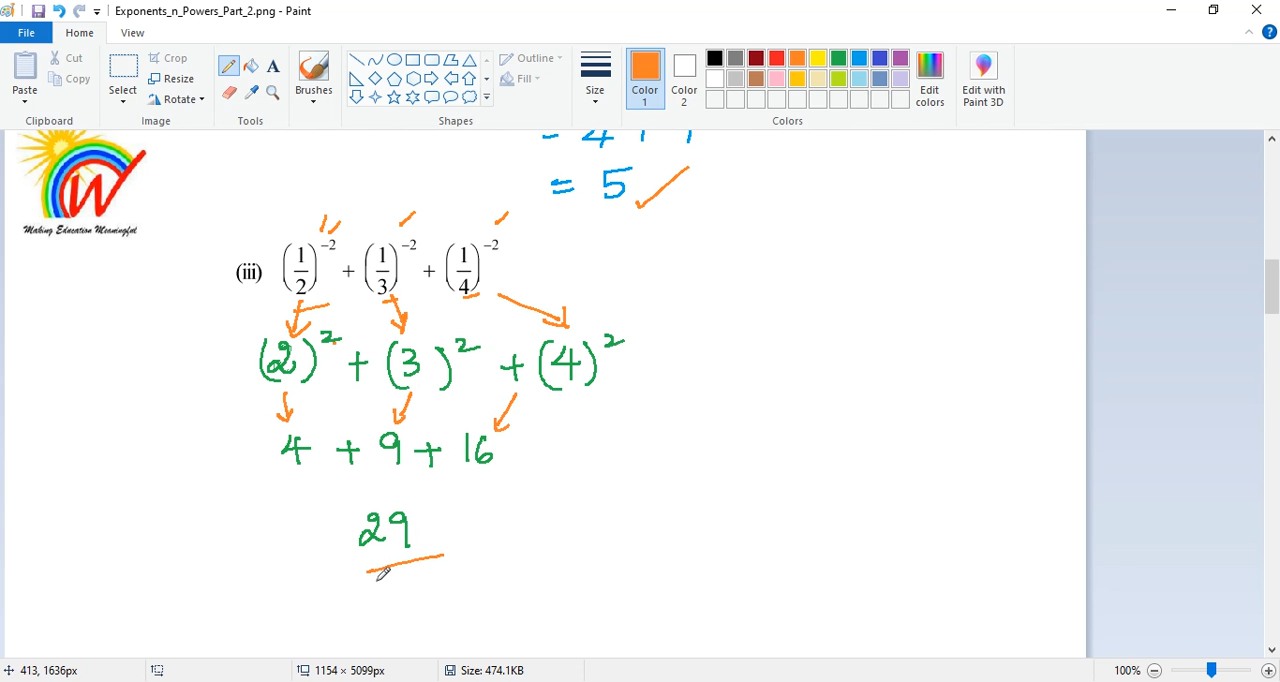 Exponents_n_Powers_Part_2.png - Paint
File Home View
Paste Cut Copy Select Crop Resize Rotate Brushes Outline Fill Size Color 1 Color 2 Edit colors Edit with Paint 3D
Clipboard Image Tools Shapes Colors
= 4 + 1
= 5 ✓
W
Making Education Meaningful
(iii) (1/2)^−2 + (1/3)^−2 + (1/4)^−2
(2)^2 + (3)^2 + (4)^2
4 + 9 + 16
29
413, 1636px 1154 × 5099px Size: 474.1KB 100%